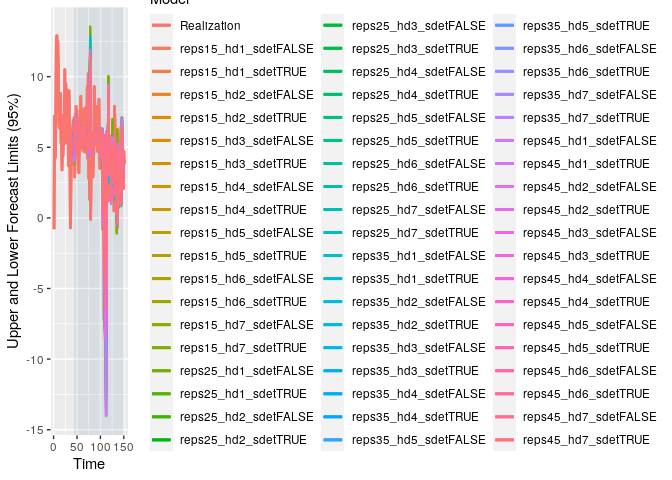 Model
Realization
reps15_hd1_sdetFALSE
reps15_hd1_sdetTRUE
reps15_hd2_sdetFALSE
reps15_hd2_sdetTRUE
reps15_hd3_sdetFALSE
reps15_hd3_sdetTRUE
reps15_hd4_sdetFALSE
reps15_hd4_sdetTRUE
reps15_hd5_sdetFALSE
reps15_hd5_sdetTRUE
reps15_hd6_sdetFALSE
reps15_hd6_sdetTRUE
reps15_hd7_sdetFALSE
reps15_hd7_sdetTRUE
reps25_hd1_sdetFALSE
reps25_hd1_sdetTRUE
reps25_hd2_sdetFALSE
reps25_hd2_sdetTRUE
reps25_hd3_sdetFALSE
reps25_hd3_sdetTRUE
reps25_hd4_sdetFALSE
reps25_hd4_sdetTRUE
reps25_hd5_sdetFALSE
reps25_hd5_sdetTRUE
reps25_hd6_sdetFALSE
reps25_hd6_sdetTRUE
reps25_hd7_sdetFALSE
reps25_hd7_sdetTRUE
reps35_hd1_sdetFALSE
reps35_hd1_sdetTRUE
reps35_hd2_sdetFALSE
reps35_hd2_sdetTRUE
reps35_hd3_sdetFALSE
reps35_hd3_sdetTRUE
reps35_hd4_sdetFALSE
reps35_hd4_sdetTRUE
reps35_hd5_sdetFALSE
reps35_hd5_sdetTRUE
reps35_hd6_sdetFALSE
reps35_hd6_sdetTRUE
reps35_hd7_sdetFALSE
reps35_hd7_sdetTRUE
reps45_hd1_sdetFALSE
reps45_hd1_sdetTRUE
reps45_hd2_sdetFALSE
reps45_hd2_sdetTRUE
reps45_hd3_sdetFALSE
reps45_hd3_sdetTRUE
reps45_hd4_sdetFALSE
reps45_hd4_sdetTRUE
reps45_hd5_sdetFALSE
reps45_hd5_sdetTRUE
reps45_hd6_sdetFALSE
reps45_hd6_sdetTRUE
reps45_hd7_sdetFALSE
reps45_hd7_sdetTRUE
Upper and Lower Forecast Limits (95%)
10
5
0
-5
-10
-15
0 50 100 150
Time